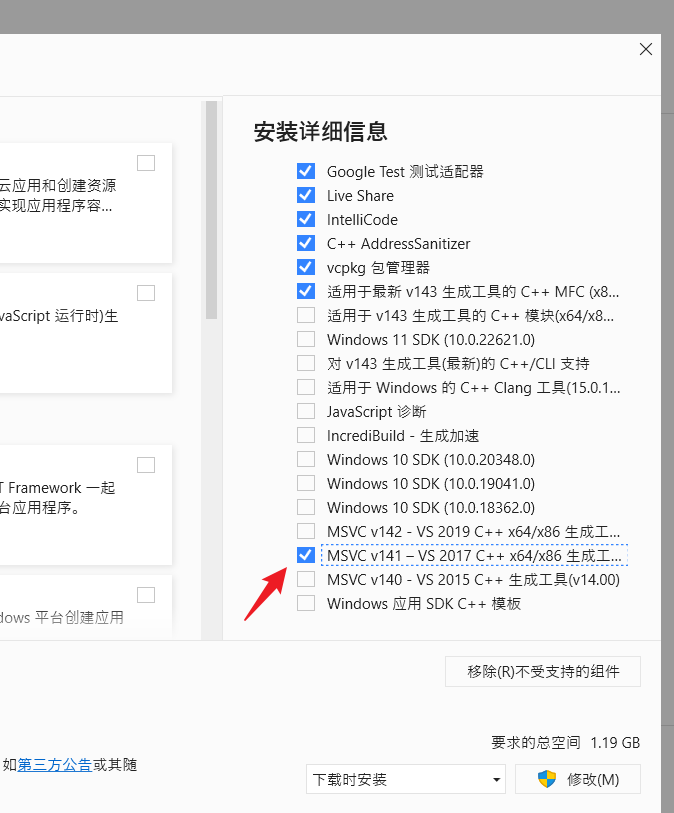 云应用和创建资源
实现应用程序容...
vaScript 运行时)生
T Framework 一起
台应用程序。
dows 平台创建应用
安装详细信息
Google Test 测试适配器
Live Share
IntelliCode
C++ AddressSanitizer
vcpkg 包管理器
适用于最新 v143 生成工具的 C++ MFC (x8...
适用于 v143 生成工具的 C++ 模块(x64/x8...
Windows 11 SDK (10.0.22621.0)
对 v143 生成工具(最新)的 C++/CLI 支持
适用于 Windows 的 C++ Clang 工具(15.0.1...
JavaScript 诊断
IncrediBuild - 生成加速
Windows 10 SDK (10.0.20348.0)
Windows 10 SDK (10.0.19041.0)
Windows 10 SDK (10.0.18362.0)
MSVC v142 - VS 2019 C++ x64/x86 生成工...
MSVC v141 – VS 2017 C++ x64/x86 生成工...
MSVC v140 - VS 2015 C++ 生成工具(v14.00)
Windows 应用 SDK C++ 模板
移除(R)不受支持的组件
要求的总空间 1.19 GB
如第三方公告或其随
下载时安装
修改(M)